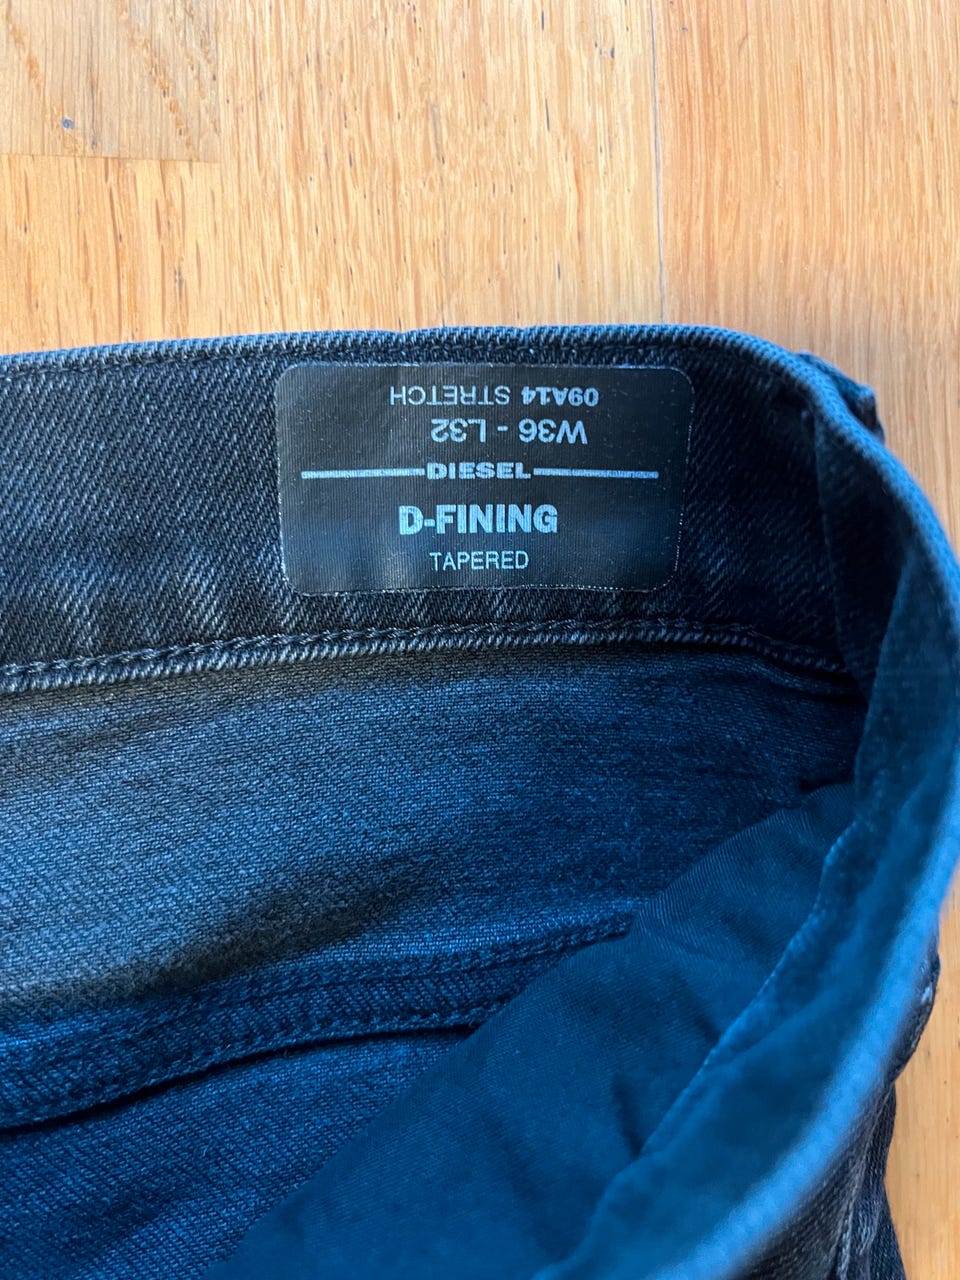 09A14 STRETCH
W36 - L32
DIESEL
D-FINING
TAPERED